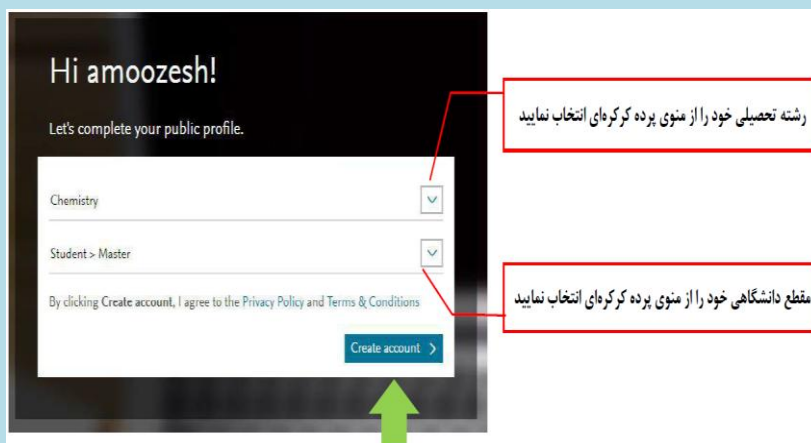 Hi amoozesh!
Let's complete your public profile.
رشته تحصیلی خود را از منوی پرده کرکره‌ای انتخاب نمایید
Chemistry
Student > Master
مقطع دانشگاهی خود را از منوی پرده کرکره‌ای انتخاب نمایید
By clicking Create account, I agree to the Privacy Policy and Terms & Conditions
Create account >